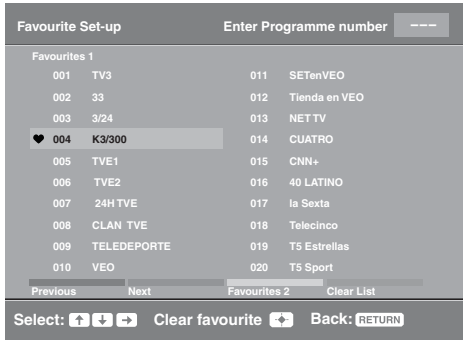 Favourite Set-up Enter Programme number ---
Favourites 1
001 TV3 011 SETenVEO
002 33 012 Tienda en VEO
003 3/24 013 NET TV
004 K3/300 014 CUATRO
005 TVE1 015 CNN+
006 TVE2 016 40 LATINO
007 24H TVE 017 la Sexta
008 CLAN TVE 018 Telecinco
009 TELEDEPORTE 019 T5 Estrellas
010 VEO 020 T5 Sport
Previous Next Favourites 2 Clear List
Select: ↑ ↓ → Clear favourite Back: RETURN